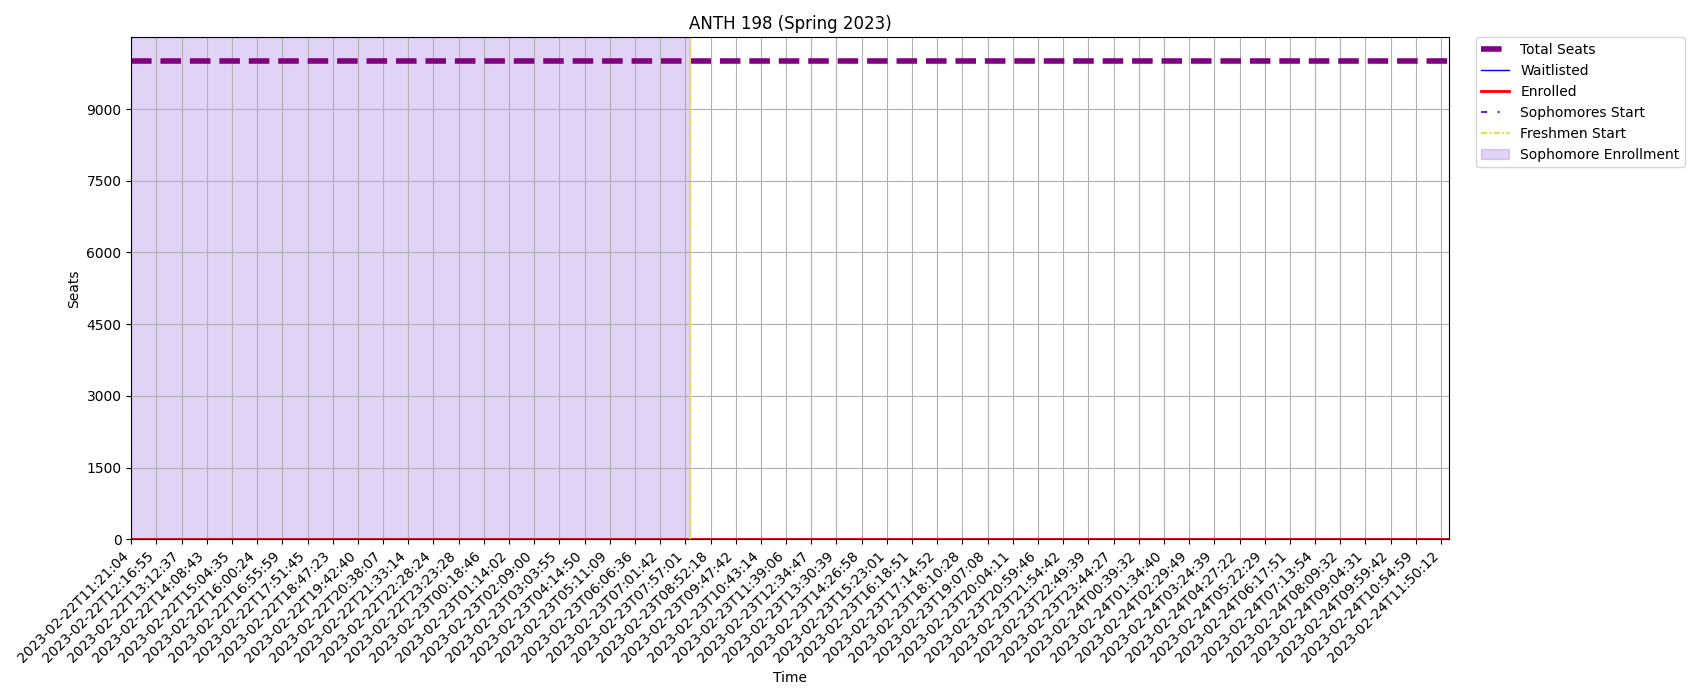 ANTH 198 (Spring 2023)
Total Seats
Waitlisted
Enrolled
Sophomores Start
Freshmen Start
Sophomore Enrollment
Seats
9000
7500
6000
4500
3000
1500
0
2023-02-22T11:21:04
2023-02-22T12:16:55
2023-02-22T13:12:37
2023-02-22T14:08:43
2023-02-22T15:04:35
2023-02-22T16:00:24
2023-02-22T16:55:59
2023-02-22T17:51:45
2023-02-22T18:47:23
2023-02-22T19:42:40
2023-02-22T20:38:07
2023-02-22T21:33:14
2023-02-22T22:28:24
2023-02-22T23:23:28
2023-02-23T00:18:46
2023-02-23T01:14:02
2023-02-23T02:09:00
2023-02-23T03:03:55
2023-02-23T04:14:50
2023-02-23T05:11:09
2023-02-23T06:06:36
2023-02-23T07:01:42
2023-02-23T07:57:01
2023-02-23T08:52:18
2023-02-23T09:47:42
2023-02-23T10:43:14
2023-02-23T11:39:06
2023-02-23T12:34:47
2023-02-23T13:30:39
2023-02-23T14:26:58
2023-02-23T15:23:01
2023-02-23T16:18:51
2023-02-23T17:14:52
2023-02-23T18:10:28
2023-02-23T19:07:08
2023-02-23T20:04:11
2023-02-23T20:59:46
2023-02-23T21:54:42
2023-02-23T22:49:39
2023-02-23T23:44:27
2023-02-24T00:39:32
2023-02-24T01:34:40
2023-02-24T02:29:49
2023-02-24T03:24:39
2023-02-24T04:27:22
2023-02-24T05:22:29
2023-02-24T06:17:51
2023-02-24T07:13:54
2023-02-24T08:09:32
2023-02-24T09:04:31
2023-02-24T09:59:42
2023-02-24T10:54:59
2023-02-24T11:50:12
Time